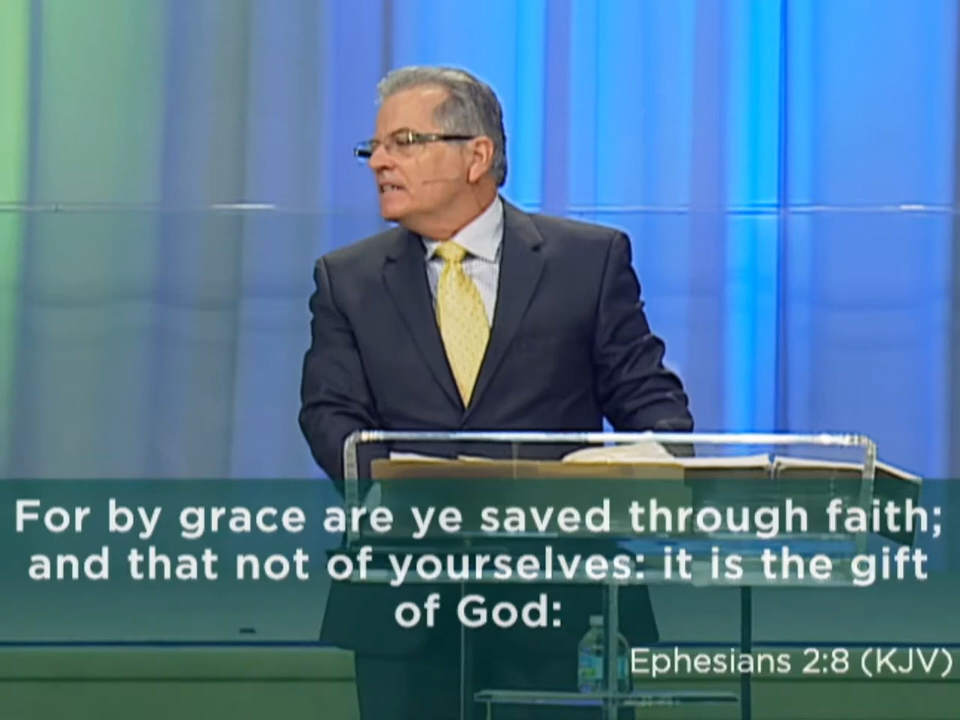 For by grace are ye saved through faith;
and that not of yourselves: it is the gift
of God:
Ephesians 2:8 (KJV)